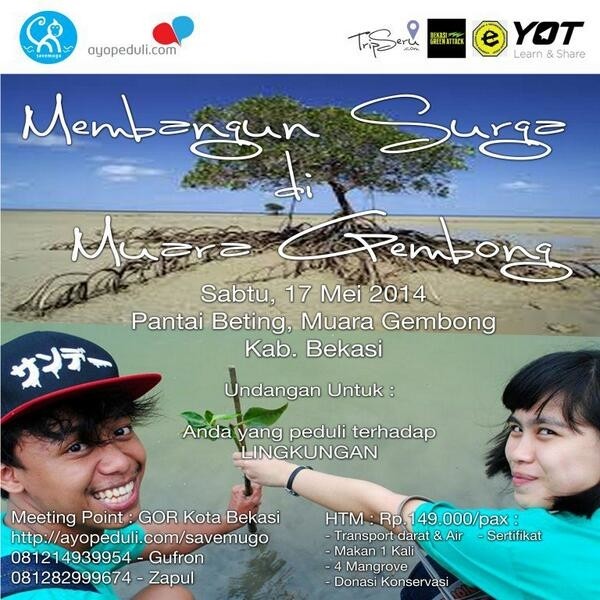 savemugo
ayopeduli.com
TripSeru
.com
BEKASI
GREEN ATTACK
e
YOT
Learn & Share
Membangun Surga
di
Muara Gembong
Sabtu, 17 Mei 2014
Pantai Beting, Muara Gembong
Kab. Bekasi
Undangan Untuk :
Anda yang peduli terhadap
LINGKUNGAN
サンデー
Meeting Point : GOR Kota Bekasi
http://ayopeduli.com/savemugo
081214939954 - Gufron
081282999674 - Zapul
HTM : Rp.149.000/pax :
- Transport darat & Air - Sertifikat
- Makan 1 Kali
- 4 Mangrove
- Donasi Konservasi